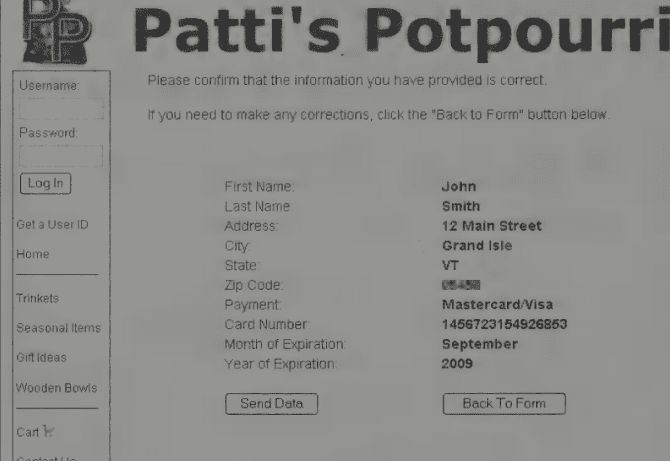 PP
Patti's Potpourri
Please confirm that the information you have provided is correct.
If you need to make any corrections, click the "Back to Form" button below.
Username:
Password:
Log In
Get a User ID
Home
Trinkets
Seasonal Items
Gift Ideas
Wooden Bowls
Cart
Contact Us
First Name: John
Last Name: Smith
Address: 12 Main Street
City: Grand Isle
State: VT
Zip Code:
Payment: Mastercard/Visa
Card Number: 1456723154926853
Month of Expiration: September
Year of Expiration: 2009
Send Data
Back To Form